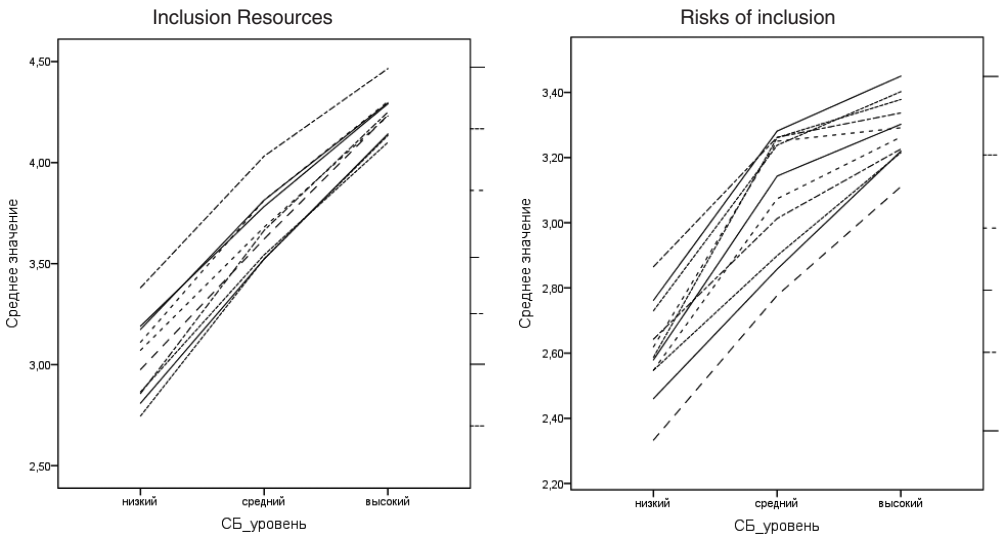 Inclusion Resources
Среднее значение
4,50
4,00
3,50
3,00
2,50
низкий
средний
высокий
СБ_уровень
Risks of inclusion
Среднее значение
3,40
3,20
3,00
2,80
2,60
2,40
2,20
низкий
средний
высокий
СБ_уровень